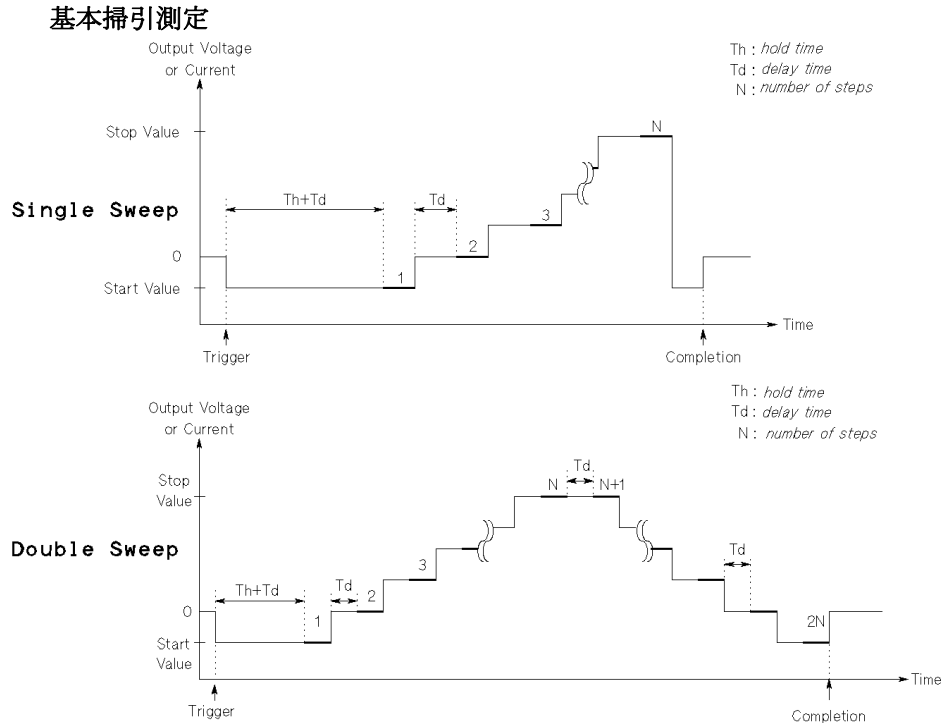 基本掃引測定
Output Voltage
or Current
Th : hold time
Td : delay time
N : number of steps
Stop Value
N
Single Sweep
Th+Td
Td
3
2
0
1
Start Value
Time
Trigger
Completion
Th : hold time
Td : delay time
N : number of steps
Output Voltage
or Current
Stop
Value
N
Td
N+1
Double Sweep
3
Td
Th+Td
Td
2
0
1
2N
Start
Value
Time
Trigger
Completion